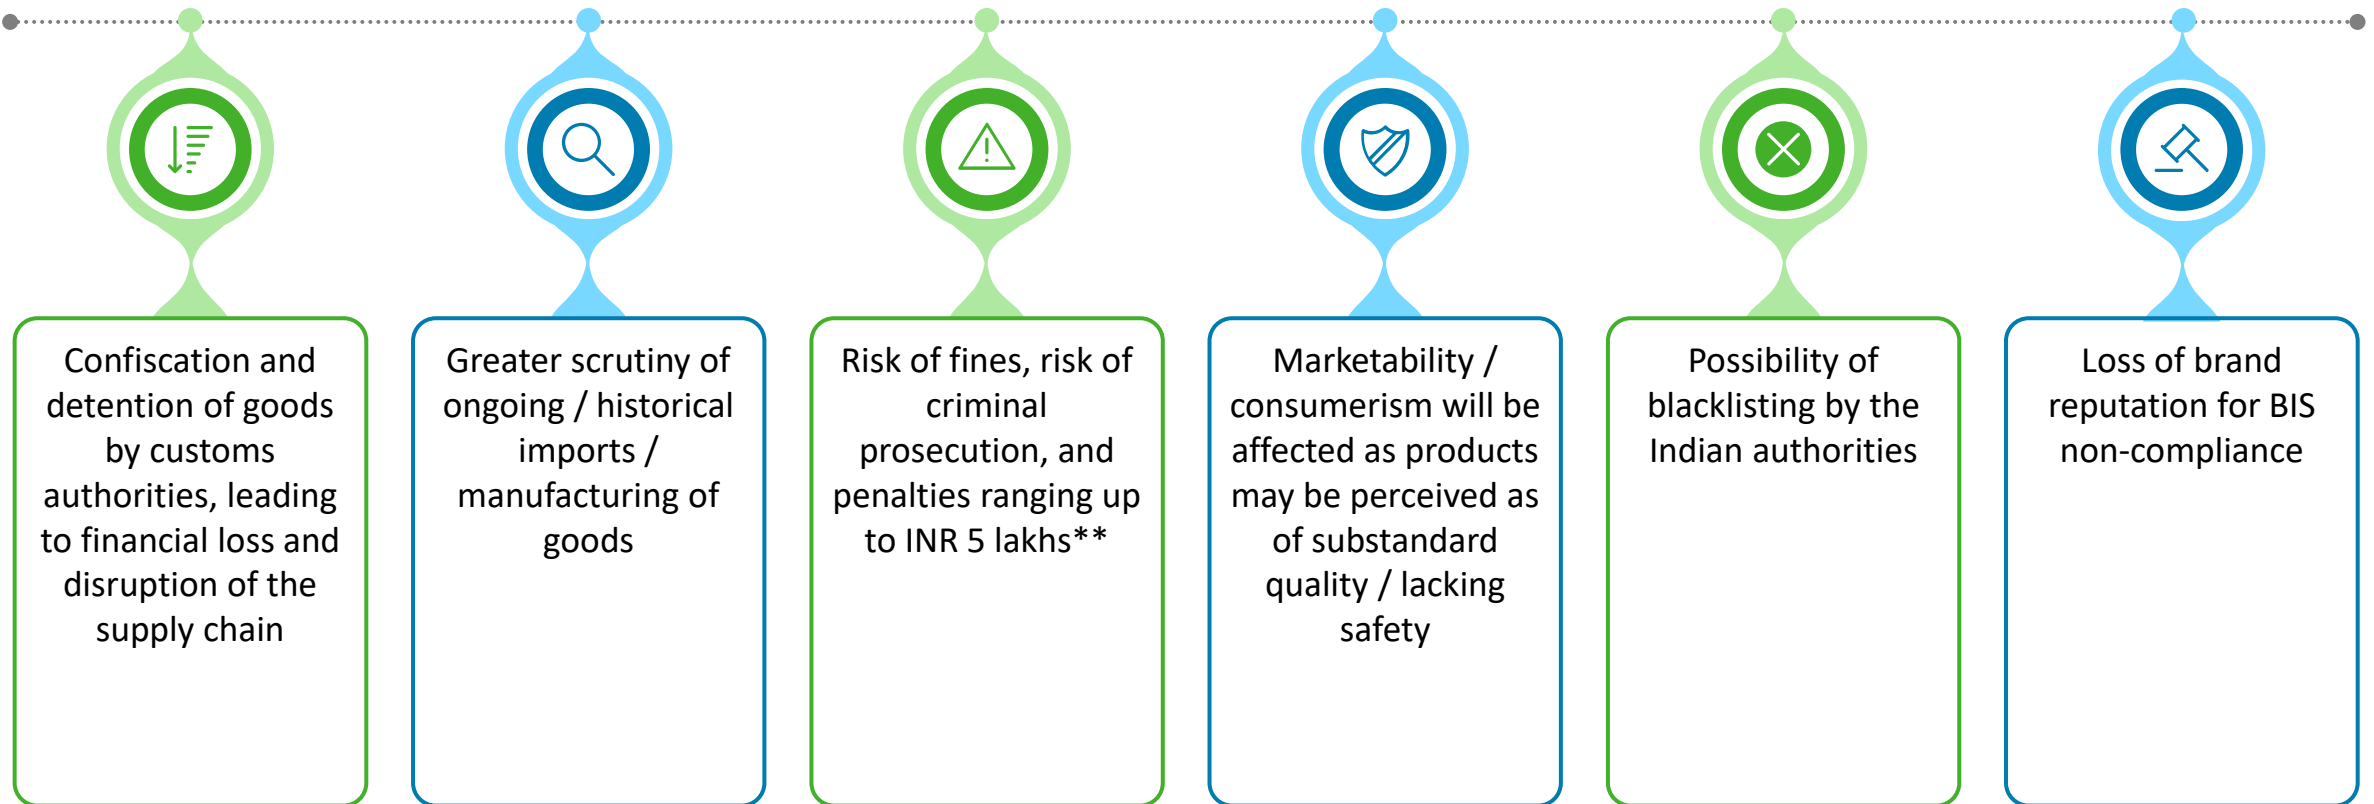 Confiscation and
detention of goods
by customs
authorities, leading
to financial loss and
disruption of the
supply chain
Greater scrutiny of
ongoing / historical
imports /
manufacturing of
goods
Risk of fines, risk of
criminal
prosecution, and
penalties ranging up
to INR 5 lakhs**
Marketability /
consumerism will be
affected as products
may be perceived as
of substandard
quality / lacking
safety
Possibility of
blacklisting by the
Indian authorities
Loss of brand
reputation for BIS
non-compliance